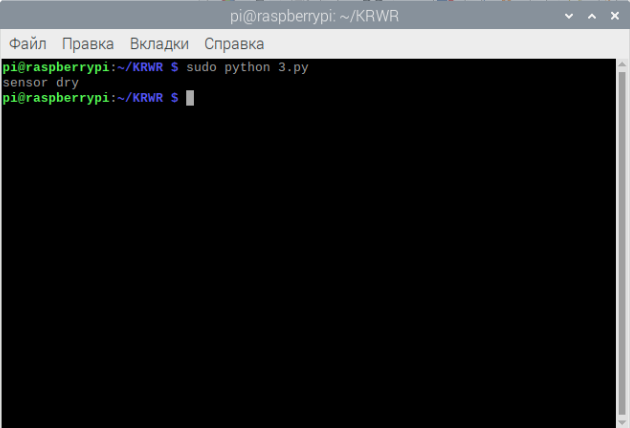 pi@raspberrypi: ~/KRWR
Файл Правка Вкладки Справка
pi@raspberrypi:~/KRWR $ sudo python 3.py
sensor dry
pi@raspberrypi:~/KRWR $